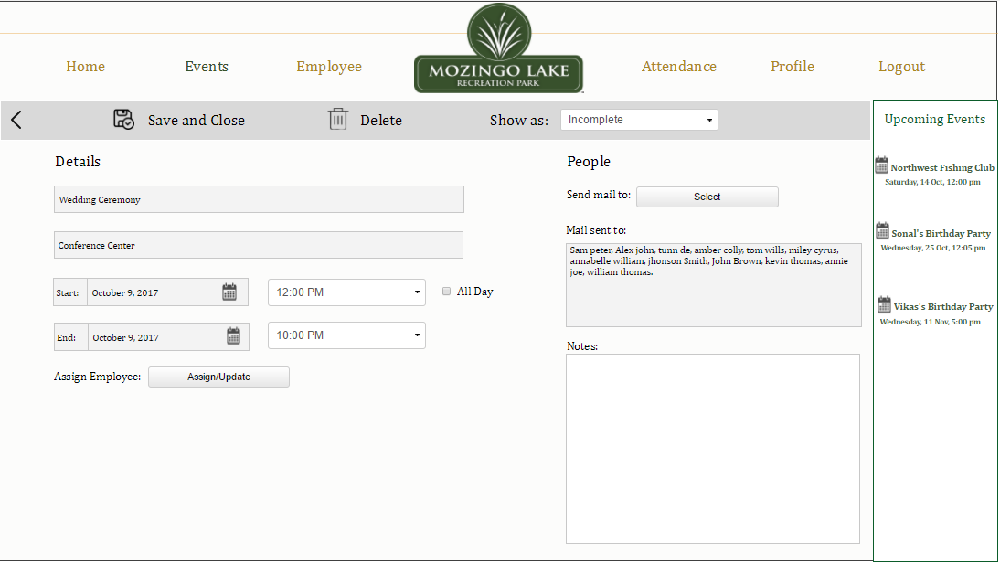 Home
Events
Employee
MOZINGO LAKE
RECREATION PARK
Attendance
Profile
Logout
Save and Close
Delete
Show as:
Incomplete
Details
Wedding Ceremony
Conference Center
Start:
October 9, 2017
12:00 PM
All Day
End:
October 9, 2017
10:00 PM
Assign Employee:
Assign/Update
People
Send mail to:
Select
Mail sent to:
Sam peter, Alex john, tunn de, amber colly, tom wills, miley cyrus,
annabelle william, jhonson Smith, John Brown, kevin thomas, annie
joe, william thomas.
Notes:
Upcoming Events
Northwest Fishing Club
Saturday, 14 Oct, 12:00 pm
Sonal's Birthday Party
Wednesday, 25 Oct, 12:05 pm
Vikas's Birthday Party
Wednesday, 11 Nov, 5:00 pm